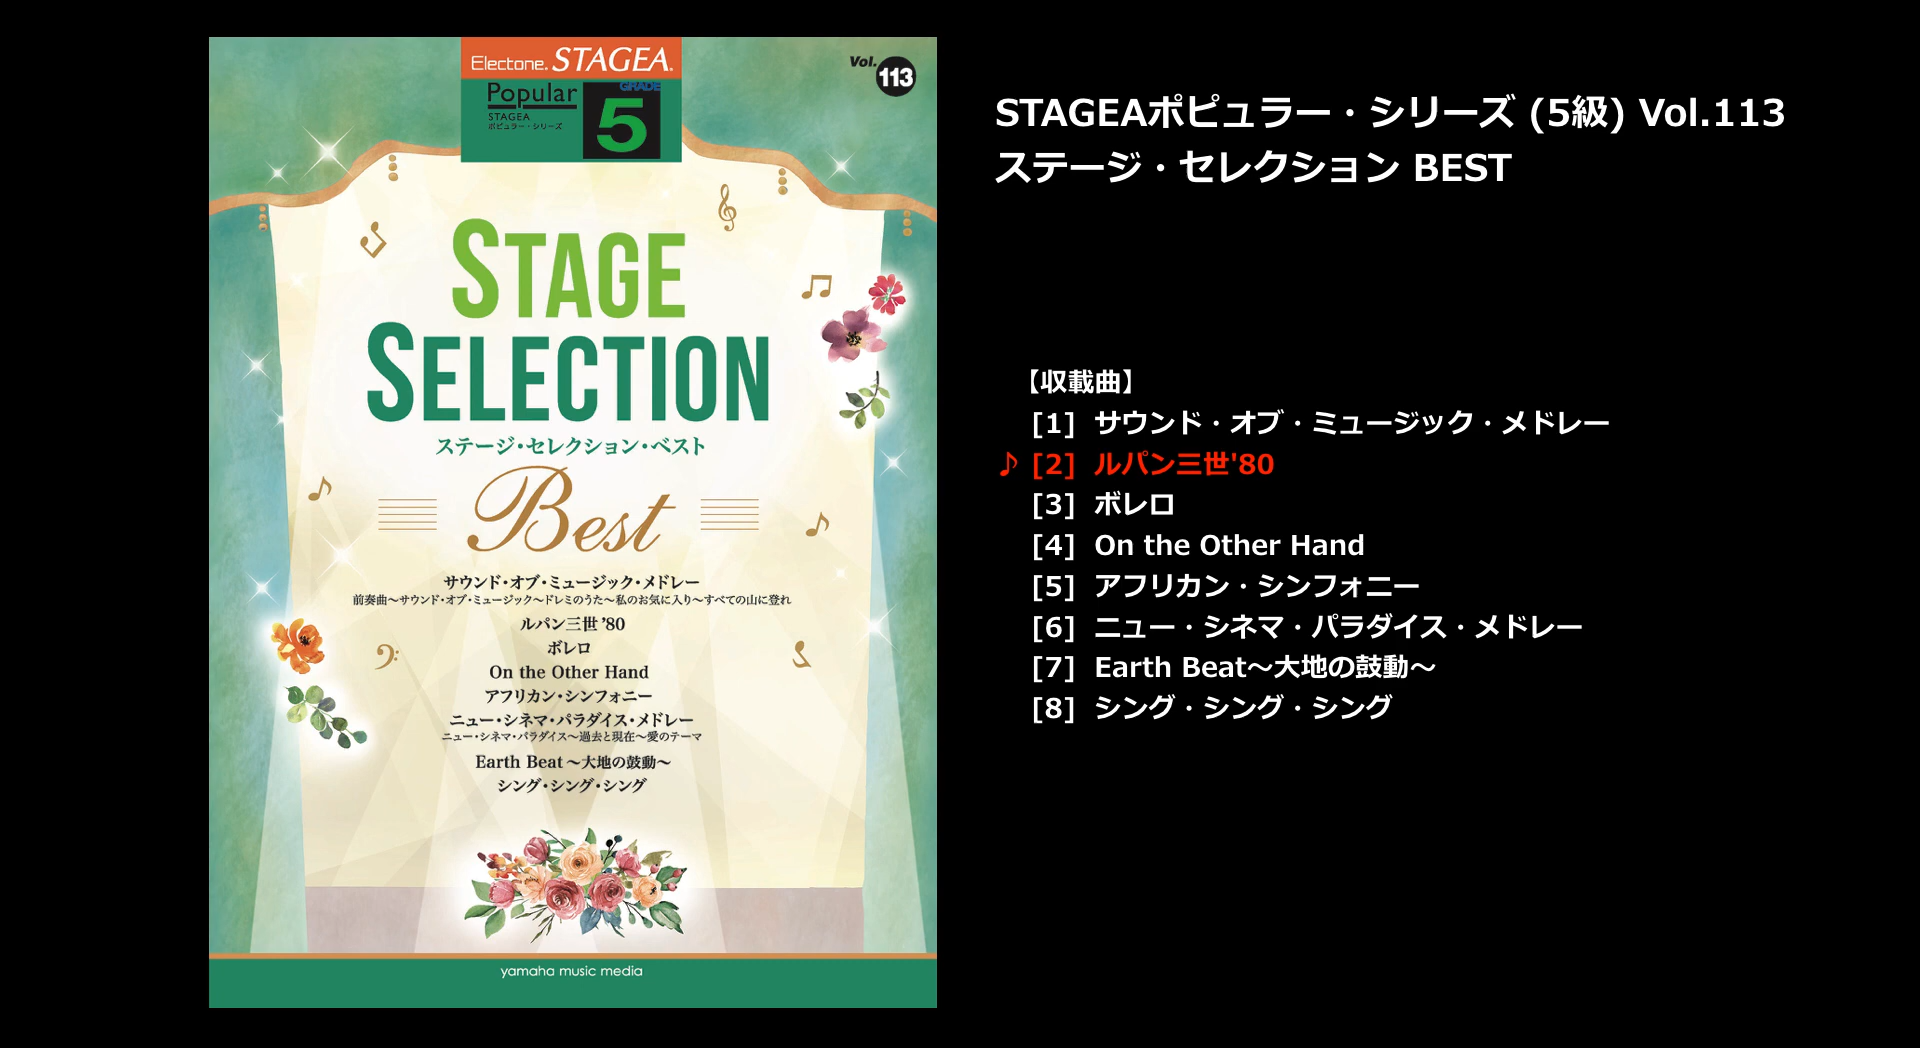 Electone. STAGEA.
Popular
STAGEA
ポピュラー・シリーズ
GRADE
5
Vol. 113
STAGE
SELECTION
ステージ・セレクション・ベスト
Best
サウンド・オブ・ミュージック・メドレー
前奏曲～サウンド・オブ・ミュージック～ドレミのうた～私のお気に入り～すべての山に登れ
ルパン三世 '80
ボレロ
On the Other Hand
アフリカン・シンフォニー
ニュー・シネマ・パラダイス・メドレー
ニュー・シネマ・パラダイス～過去と現在～愛のテーマ
Earth Beat ～大地の鼓動～
シング・シング・シング
yamaha music media
STAGEAポピュラー・シリーズ (5級) Vol.113
ステージ・セレクション BEST
【収載曲】
[1] サウンド・オブ・ミュージック・メドレー
♪ [2] ルパン三世'80
[3] ボレロ
[4] On the Other Hand
[5] アフリカン・シンフォニー
[6] ニュー・シネマ・パラダイス・メドレー
[7] Earth Beat～大地の鼓動～
[8] シング・シング・シング